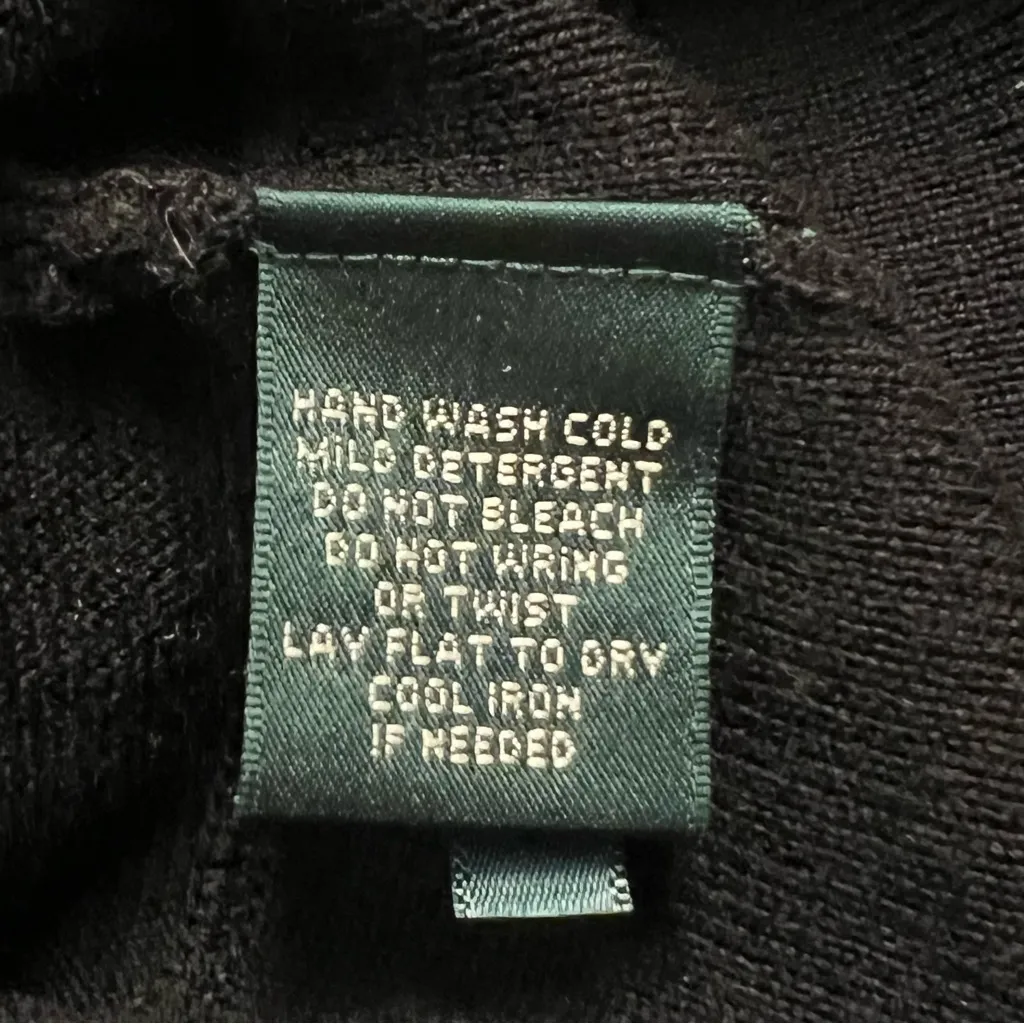 HAND WASH COLD
MILD DETERGENT
DO NOT BLEACH
DO NOT WRING
OR TWIST
LAY FLAT TO DRY
COOL IRON
IF NEEDED